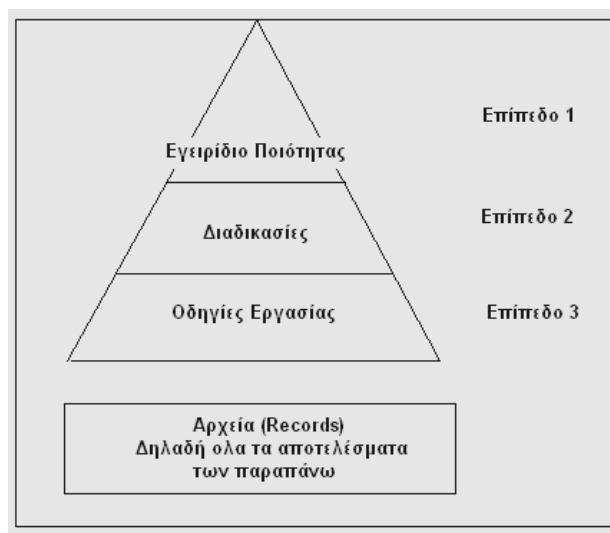 Επίπεδο 1
Εγειρίδιο Ποιότητας
Επίπεδο 2
Διαδικασίες
Οδηγίες Εργασίας
Επίπεδο 3
Αρχεία (Records)
Δηλαδή ολα τα αποτελέσματα
των παραπάνω